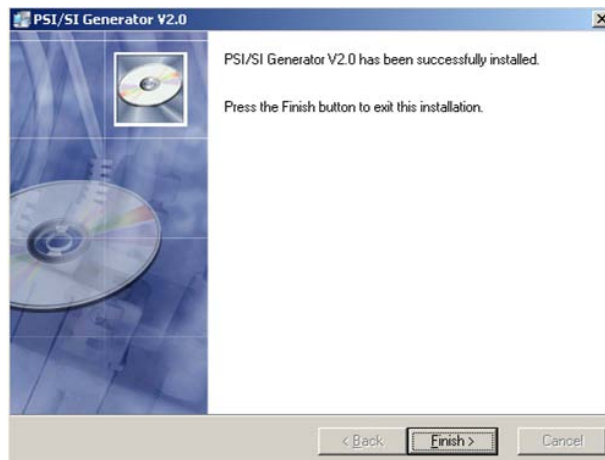 PSI/SI Generator V2.0
PSI/SI Generator V2.0 has been successfully installed.
Press the Finish button to exit this installation.
< Back
Finish >
Cancel